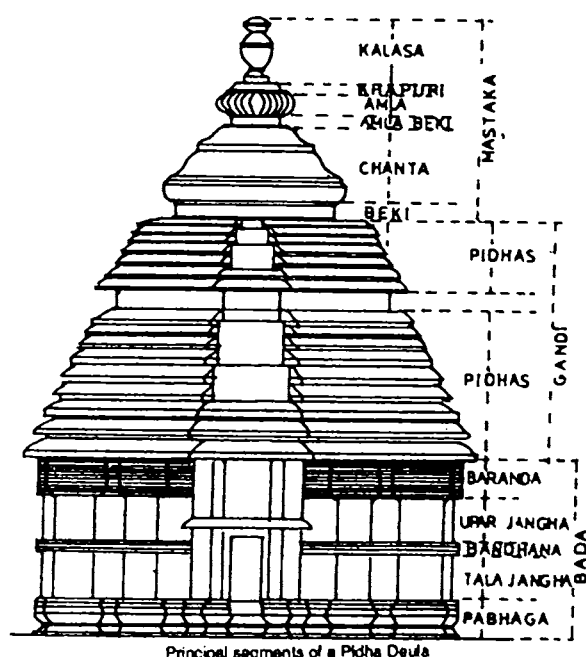 KALASA
KHAPURI
AMLA
AMLA BEKI
CHANTA
BEKI
MASTAKA
PIDHAS
PIDHAS
GANDI
BARANDA
UPAR JANGHA
BANDHANA
TALA JANGHA
PABHAGA
BADA
Principal segments of a Pidha Deula